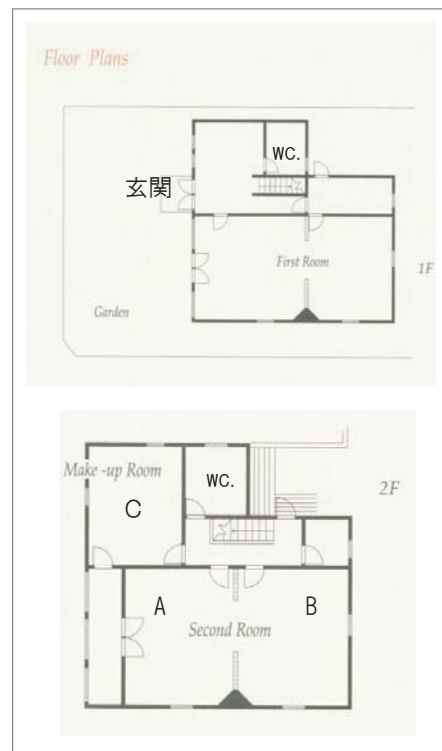 Floor Plans
WC.
玄関
First Room
1F
Garden
Make -up Room
WC.
2F
C
A
B
Second Room